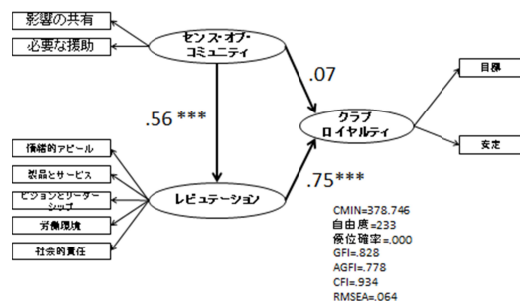 影響の共有
必要な援助
センス・オブ・
コミュニティ
.07
目標
.56 ***
クラブ
ロイヤルティ
安定
情緒的アピール
製品とサービス
ビジョンとリーダー
シップ
労働環境
社会的責任
レピュテーション
.75***
CMIN=378.746
自由度=233
優位確率=.000
GFI=.828
AGFI=.778
CFI=.934
RMSEA=.064